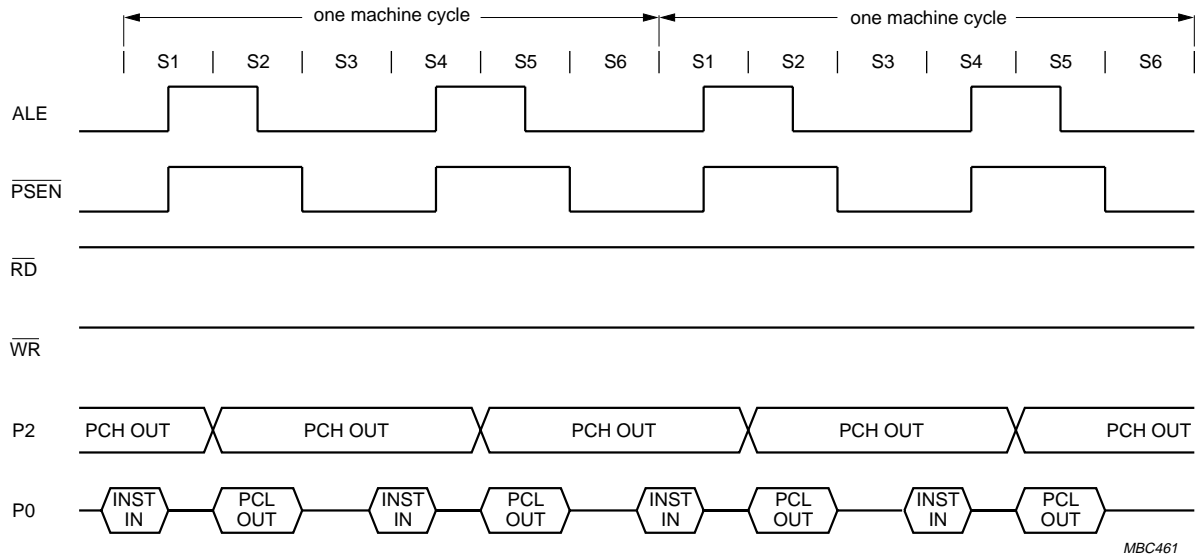 one machine cycle one machine cycle
S1 S2 S3 S4 S5 S6 S1 S2 S3 S4 S5 S6
ALE
PSEN
RD
WR
P2 PCH OUT PCH OUT PCH OUT PCH OUT PCH OUT
P0 INST IN PCL OUT INST IN PCL OUT INST IN PCL OUT INST IN PCL OUT
MBC461